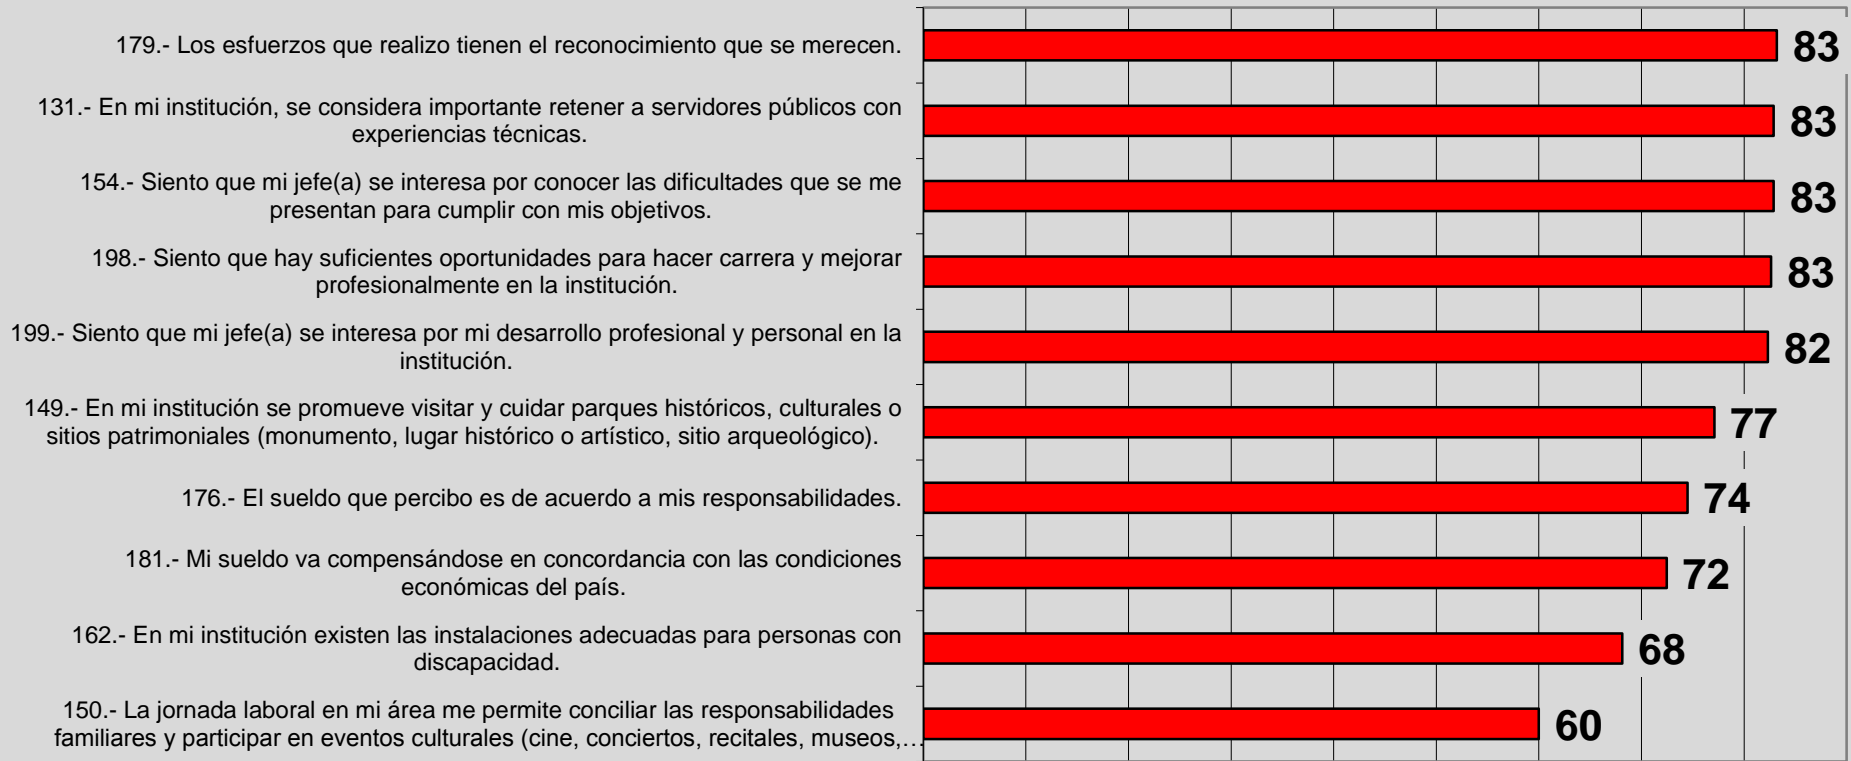 179.- Los esfuerzos que realizo tienen el reconocimiento que se merecen.
83
131.- En mi institución, se considera importante retener a servidores públicos con
experiencias técnicas.
83
154.- Siento que mi jefe(a) se interesa por conocer las dificultades que se me
presentan para cumplir con mis objetivos.
83
198.- Siento que hay suficientes oportunidades para hacer carrera y mejorar
profesionalmente en la institución.
83
199.- Siento que mi jefe(a) se interesa por mi desarrollo profesional y personal en la
institución.
82
149.- En mi institución se promueve visitar y cuidar parques históricos, culturales o
sitios patrimoniales (monumento, lugar histórico o artístico, sitio arqueológico).
77
176.- El sueldo que percibo es de acuerdo a mis responsabilidades.
74
181.- Mi sueldo va compensándose en concordancia con las condiciones
económicas del país.
72
162.- En mi institución existen las instalaciones adecuadas para personas con
discapacidad.
68
150.- La jornada laboral en mi área me permite conciliar las responsabilidades
familiares y participar en eventos culturales (cine, conciertos, recitales, museos,…
60